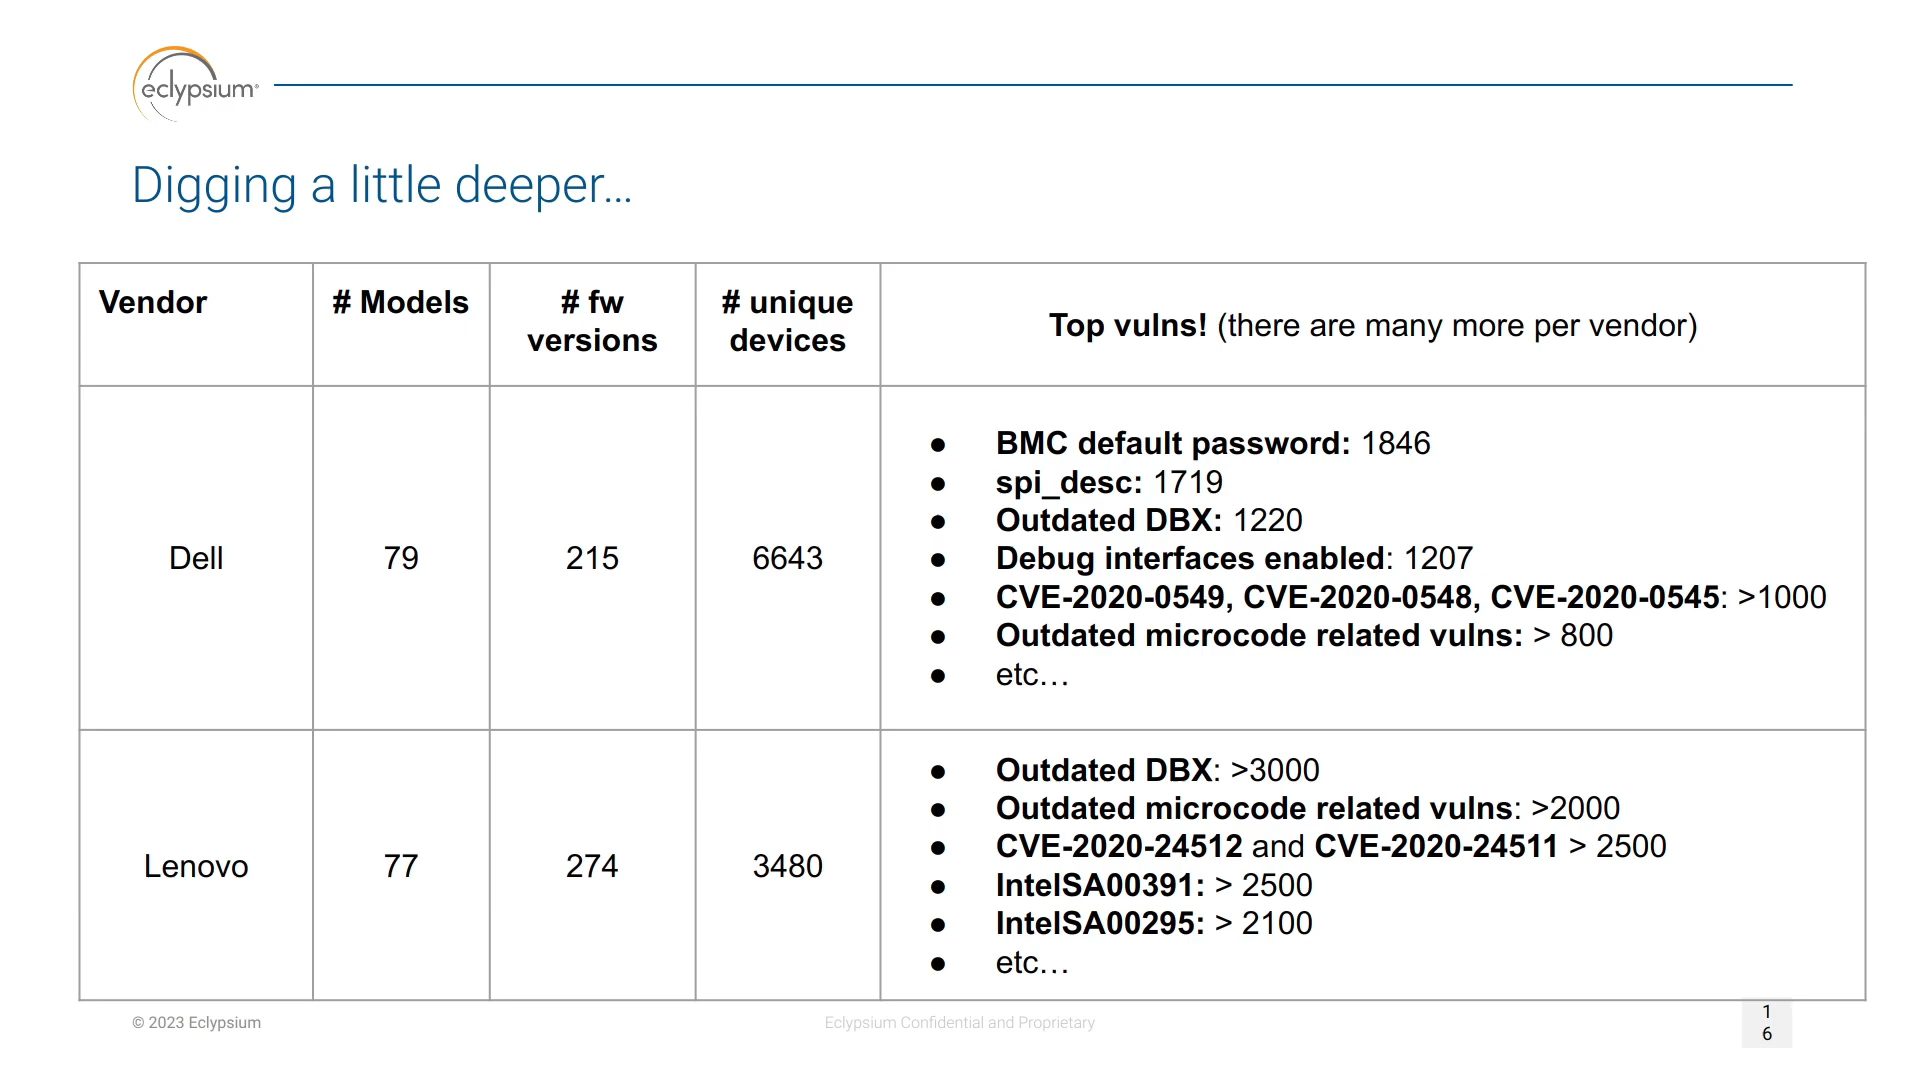 eclypsium®
Digging a little deeper…
Vendor
# Models
# fw
versions
# unique
devices
Top vulns! (there are many more per vendor)
Dell
79
215
6643
● BMC default password: 1846
● spi_desc: 1719
● Outdated DBX: 1220
● Debug interfaces enabled: 1207
● CVE-2020-0549, CVE-2020-0548, CVE-2020-0545: >1000
● Outdated microcode related vulns: > 800
● etc…
Lenovo
77
274
3480
● Outdated DBX: >3000
● Outdated microcode related vulns: >2000
● CVE-2020-24512 and CVE-2020-24511 > 2500
● IntelSA00391: > 2500
● IntelSA00295: > 2100
● etc…
© 2023 Eclypsium
Eclypsium Confidential and Proprietary
1
6